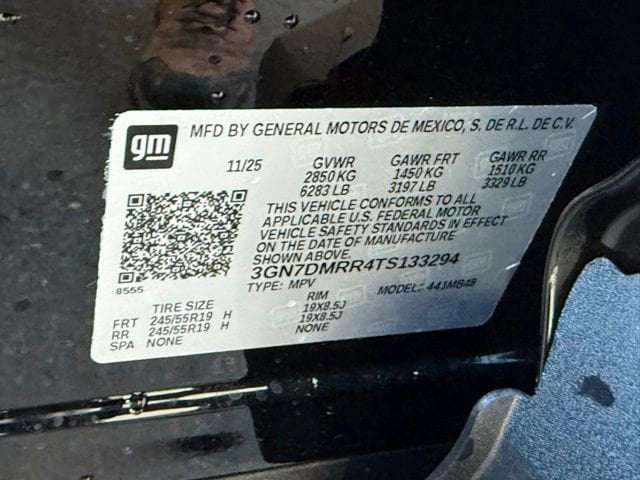 gm
MFD BY GENERAL MOTORS DE MEXICO, S. DE R.L. DE C.V.
11/25 GVWR GAWR FRT GAWR RR
2850 KG 1450 KG 1510 KG
6283 LB 3197 LB 3329 LB
THIS VEHICLE CONFORMS TO ALL
APPLICABLE U.S. FEDERAL MOTOR
VEHICLE SAFETY STANDARDS IN EFFECT
ON THE DATE OF MANUFACTURE
SHOWN ABOVE.
3GN7DMRR4TS133294
TYPE: MPV MODEL: 441MB48
8555
TIRE SIZE RIM
FRT 245/55R19 H 19X8.5J
RR 245/55R19 H 19X8.5J
SPA NONE NONE